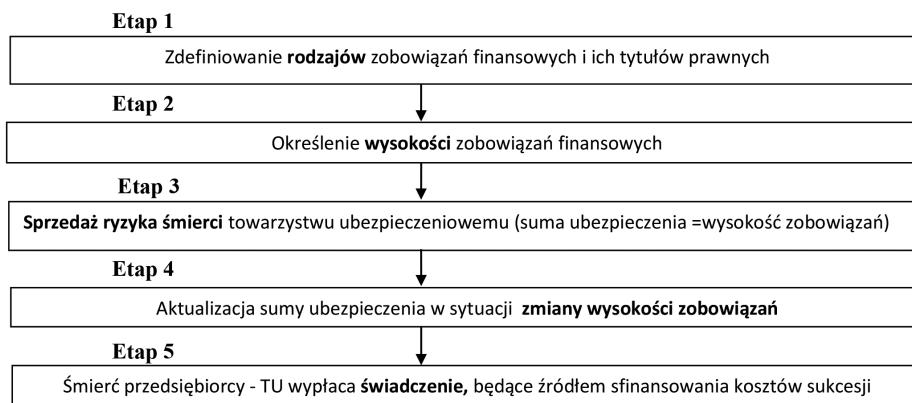 Etap 1
Zdefiniowanie rodzajów zobowiązań finansowych i ich tytułów prawnych
Etap 2
Określenie wysokości zobowiązań finansowych
Etap 3
Sprzedaż ryzyka śmierci towarzystwu ubezpieczeniowemu (suma ubezpieczenia =wysokość zobowiązań)
Etap 4
Aktualizacja sumy ubezpieczenia w sytuacji zmiany wysokości zobowiązań
Etap 5
Śmierć przedsiębiorcy - TU wypłaca świadczenie, będące źródłem sfinansowania kosztów sukcesji